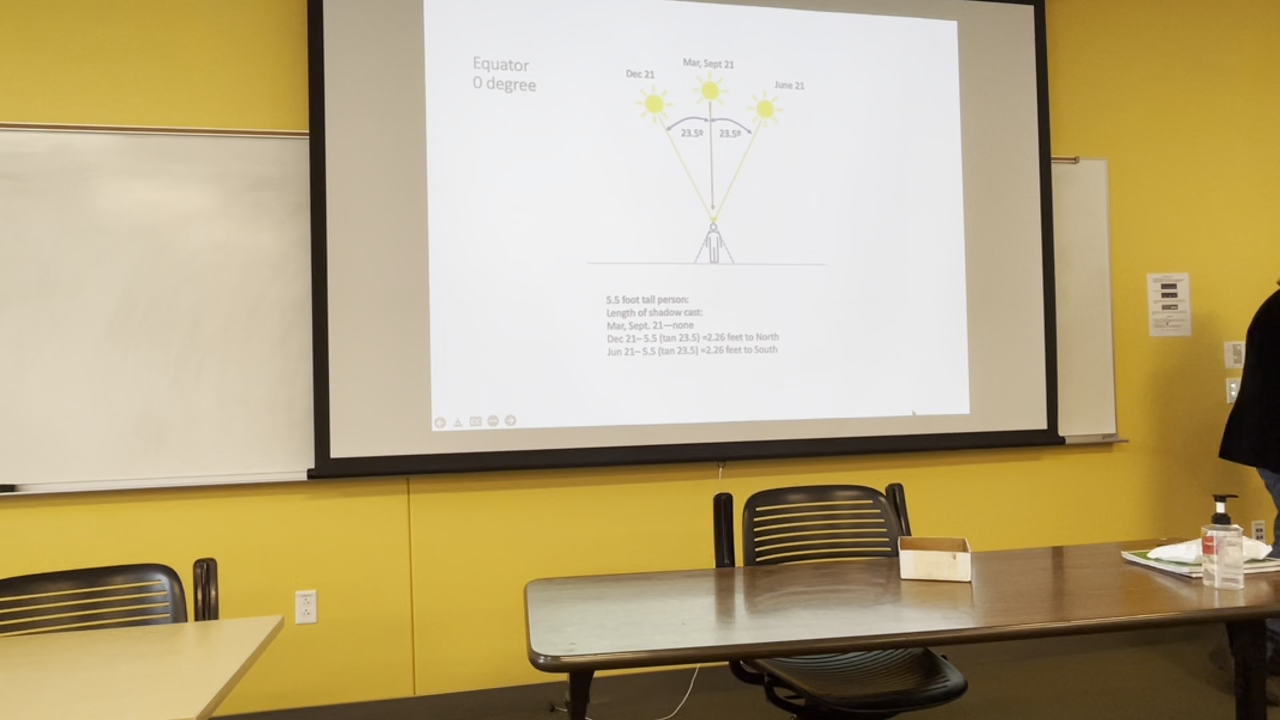 Equator
0 degree
Mar, Sept 21
Dec 21
June 21
23.5º
23.5º
5.5 foot tall person:
Length of shadow cast:
Mar, Sept. 21—none
Dec 21– 5.5 (tan 23.5) =2.26 feet to North
Jun 21– 5.5 (tan 23.5) =2.26 feet to South